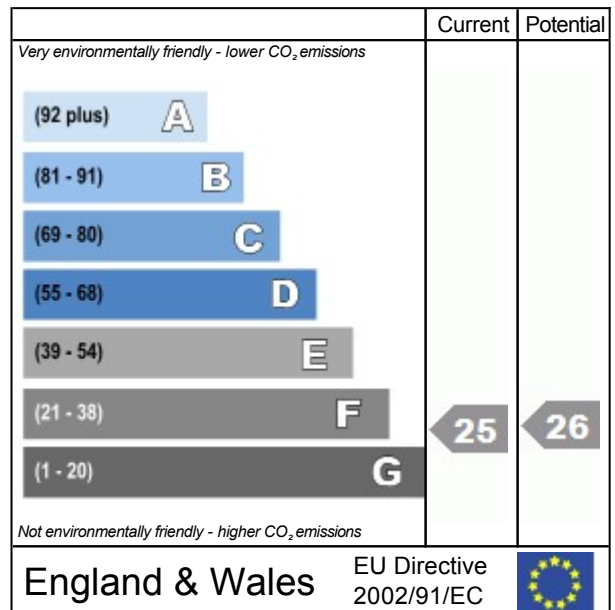 Current Potential
Very environmentally friendly - lower CO₂ emissions
(92 plus) A
(81 - 91) B
(69 - 80) C
(55 - 68) D
(39 - 54) E
(21 - 38) F
25 26
(1 - 20) G
Not environmentally friendly - higher CO₂ emissions
England & Wales
EU Directive
2002/91/EC